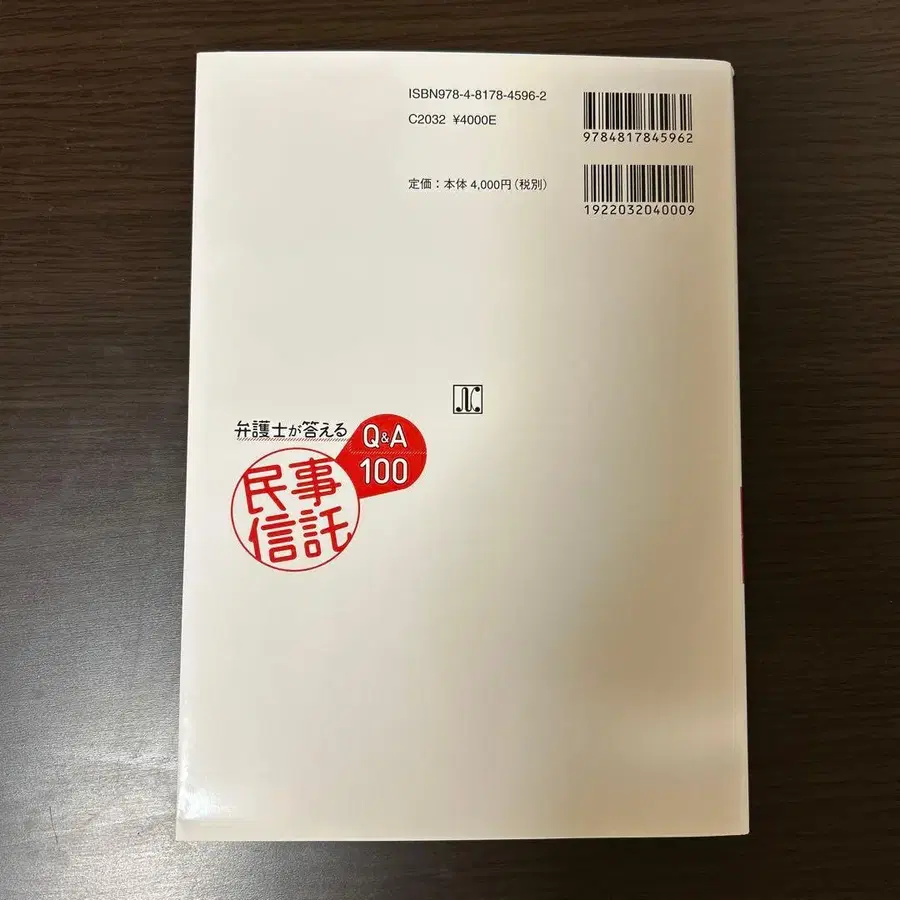 ISBN978-4-8178-4596-2
C2032 ¥4000E
9784817845962
定価：本体 4,000円（税別）
1922032040009
弁護士が答える
Q&A
100
民事
信託